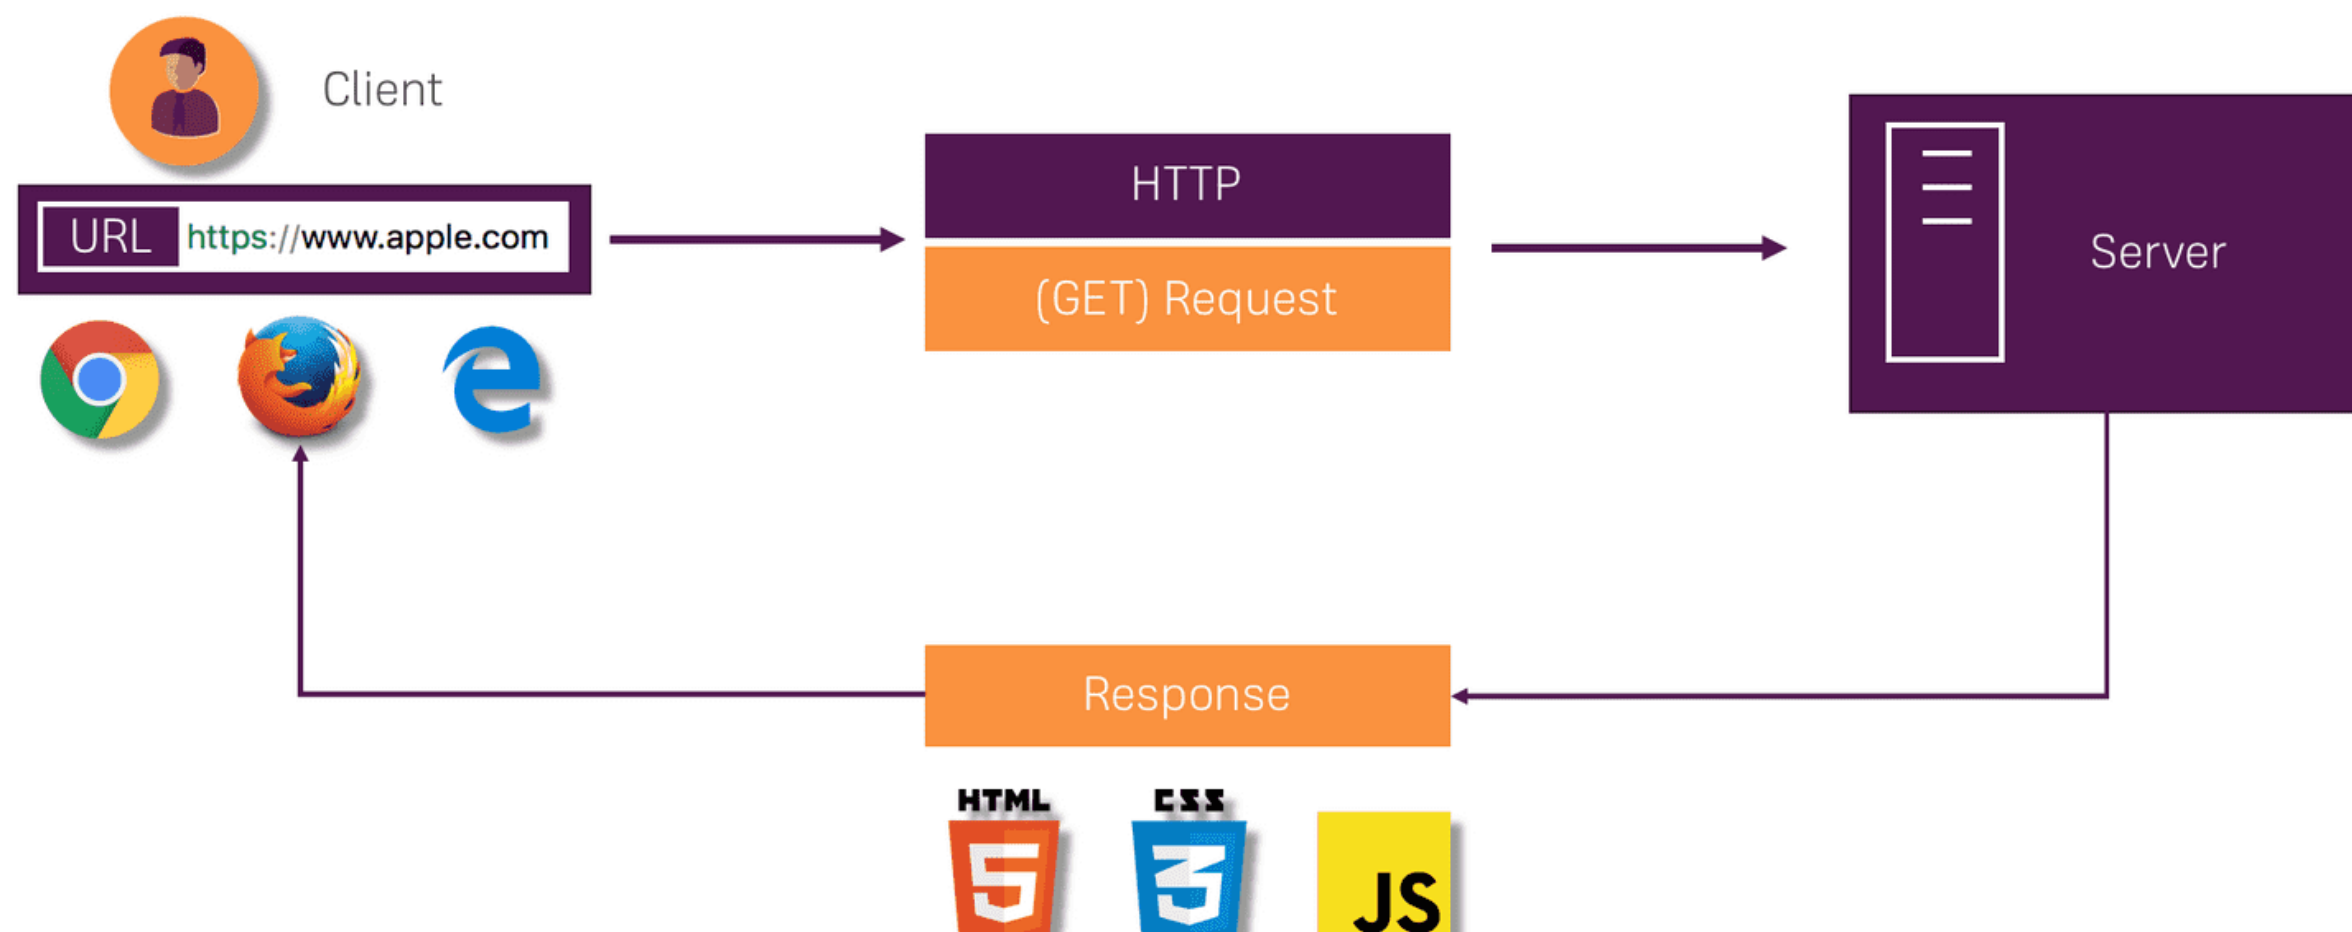 Client
URL https://www.apple.com
HTTP
(GET) Request
Server
Response
HTML
5
CSS
3
JS